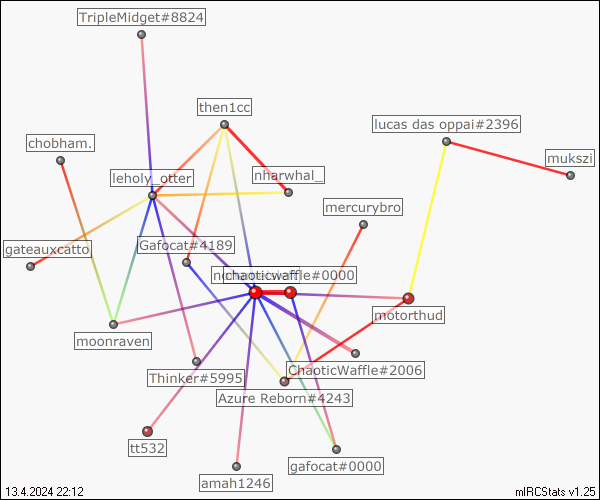 TripleMidget#8824
then1cc
lucas das oppai#2396
chobham.
mukszi
leholy_otter
nharwhal_
mercurybro
gateauxcatto
Gafocat#4189
chaoticwaffle#0000
motorthud
moonraven
ChaoticWaffle#2006
Thinker#5995
Azure Reborn#4243
tt532
gafocat#0000
amah1246
13.4.2024 22:12
mIRCStats v1.25